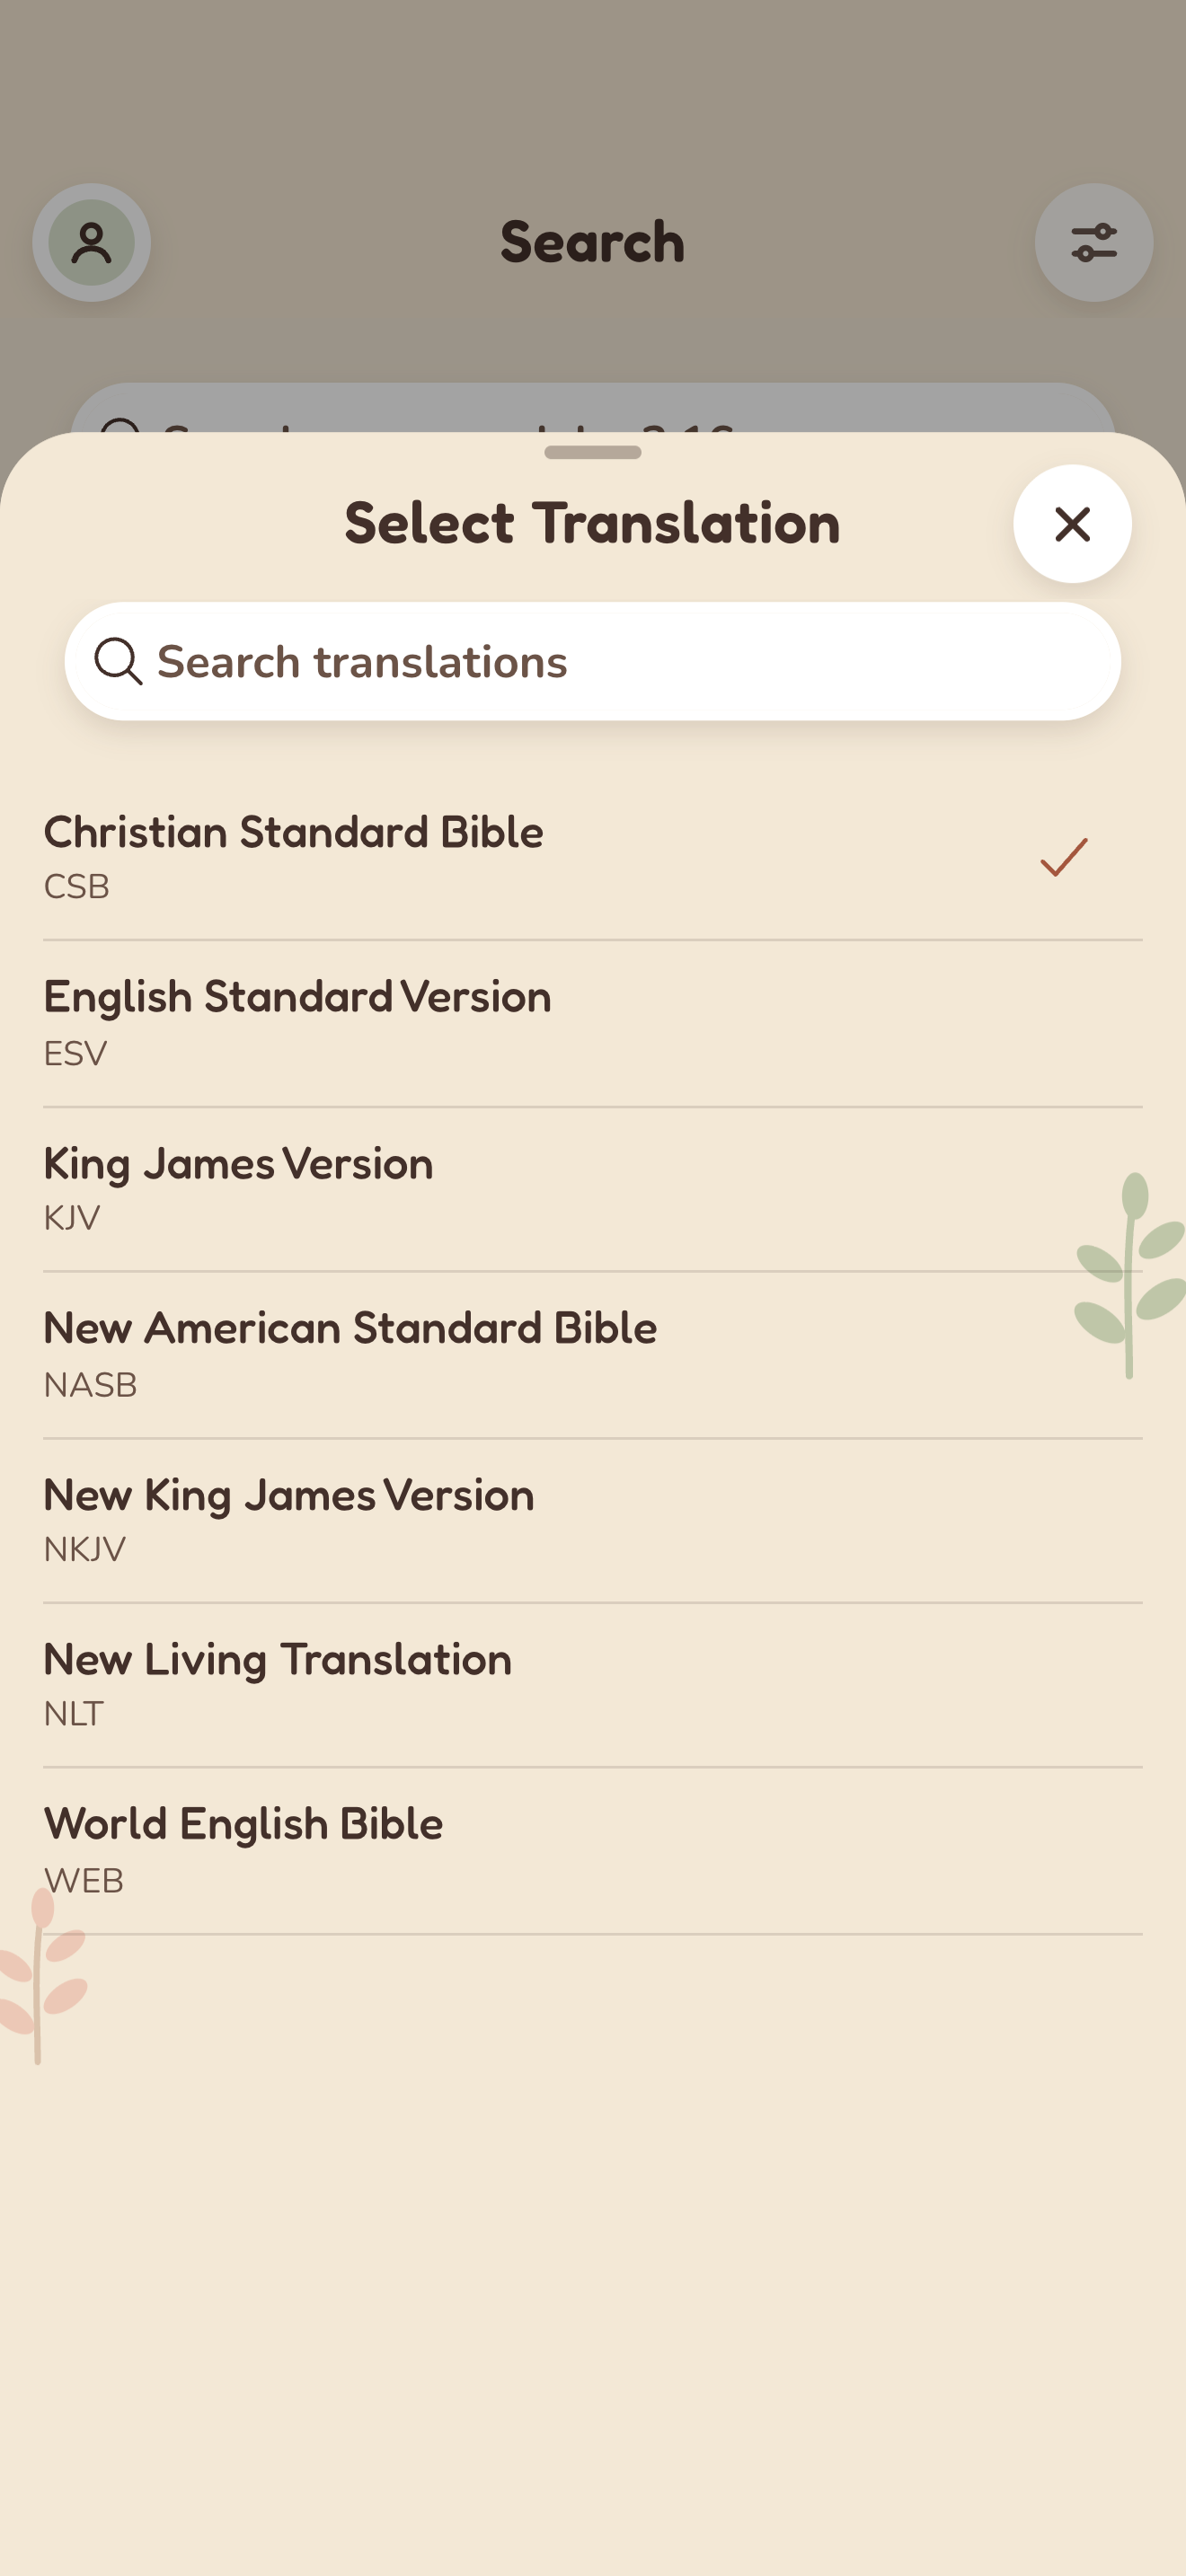 Search
Select Translation
Search translations
Christian Standard Bible
CSB
English Standard Version
ESV
King James Version
KJV
New American Standard Bible
NASB
New King James Version
NKJV
New Living Translation
NLT
World English Bible
WEB